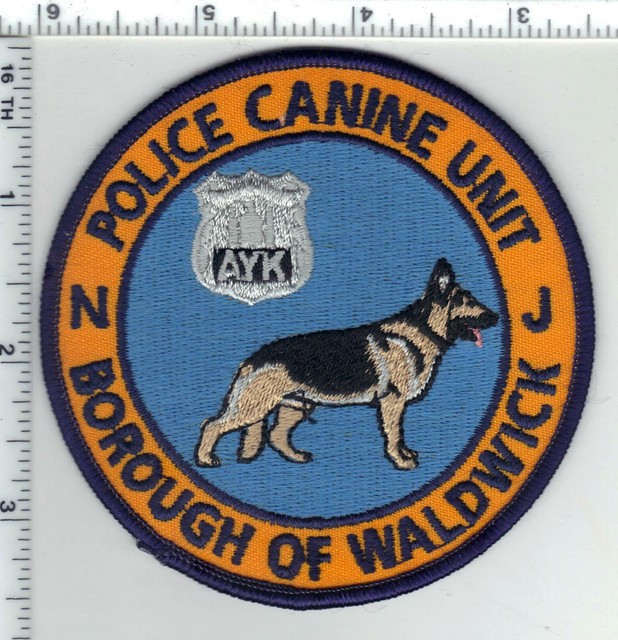 6 5 4 3
16 TH
1
2
3
POLICE CANINE UNIT
AYK
N J
BOROUGH OF WALDWICK